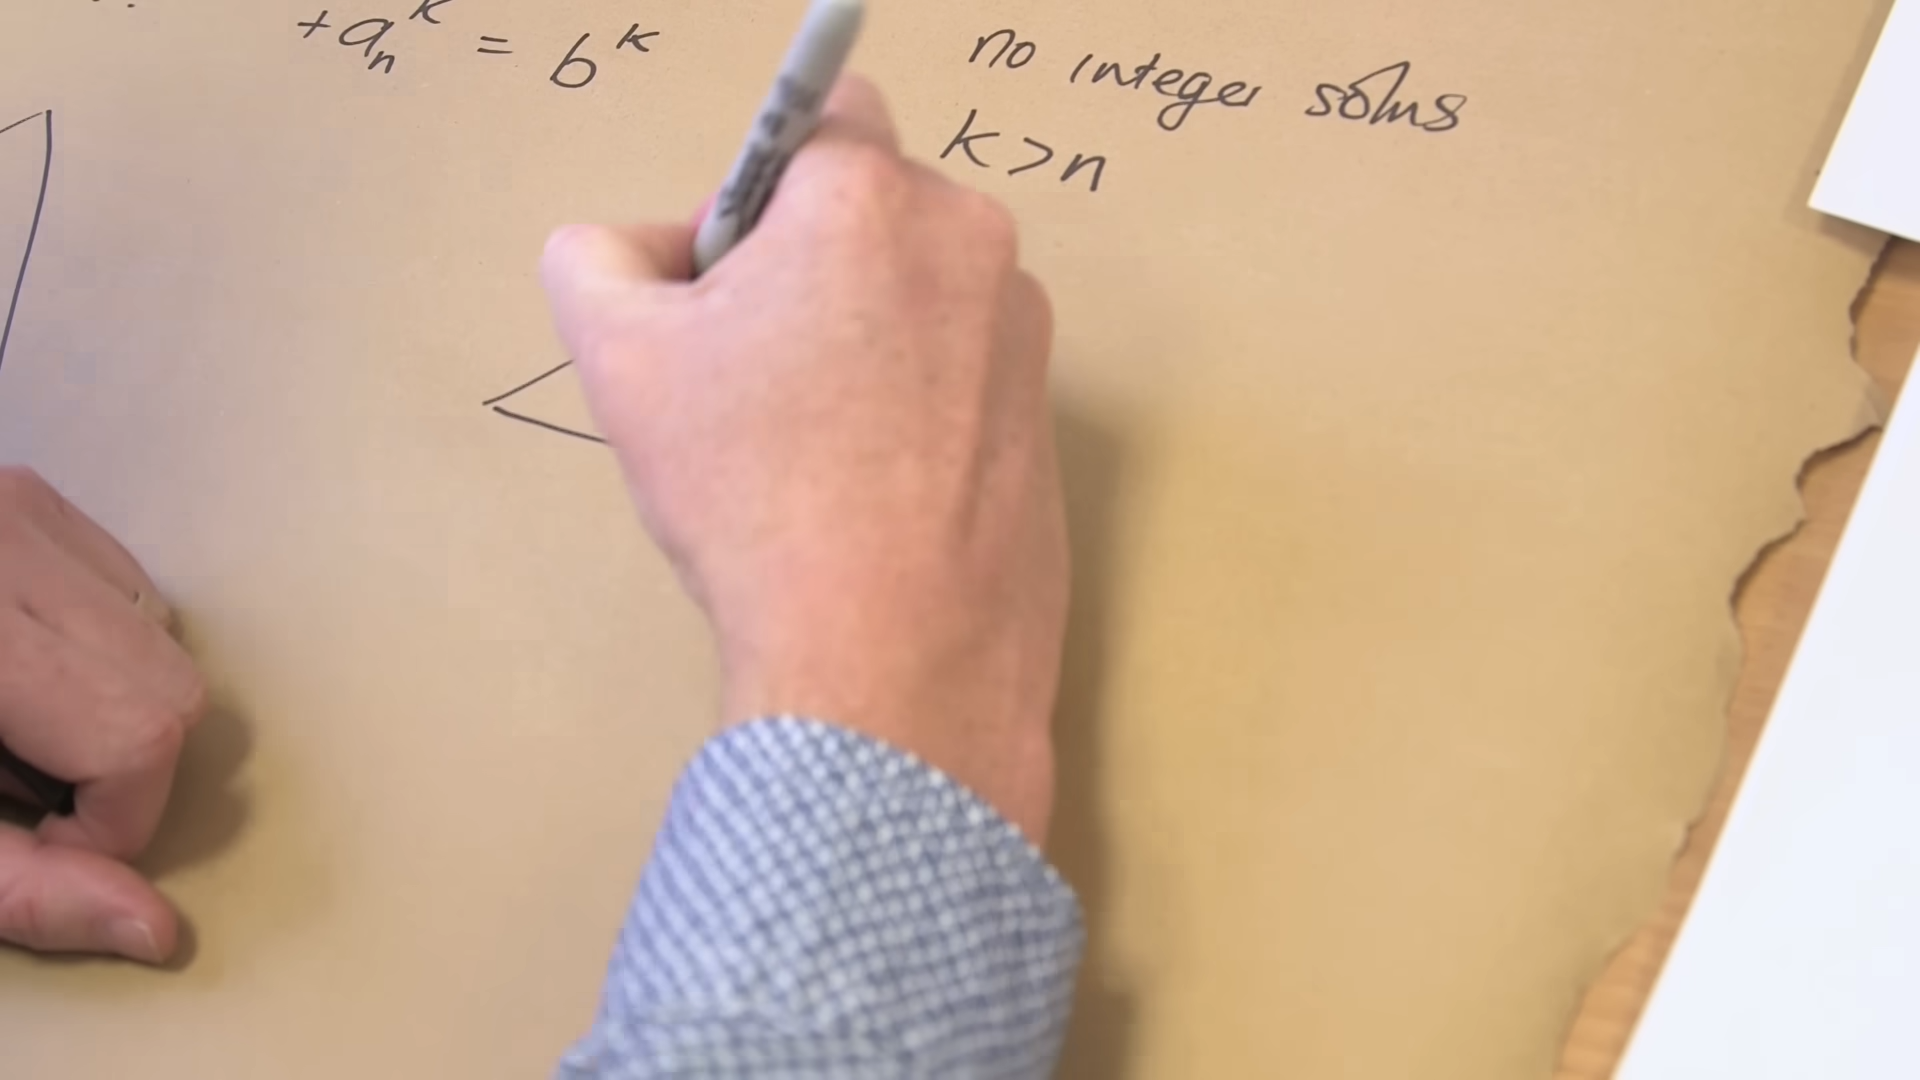 +aₙᵏ = bᵏ
no integer solns
k>n